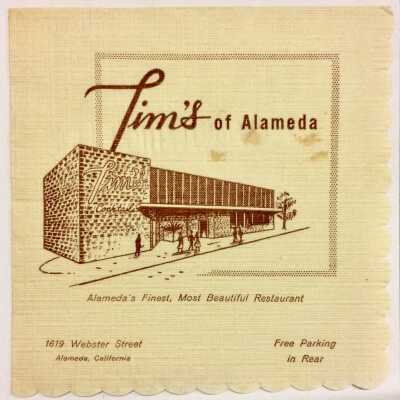 Tim's of Alameda
Tim's
Alameda's Finest, Most Beautiful Restaurant
1619 Webster Street
Alameda, California
Free Parking
in Rear